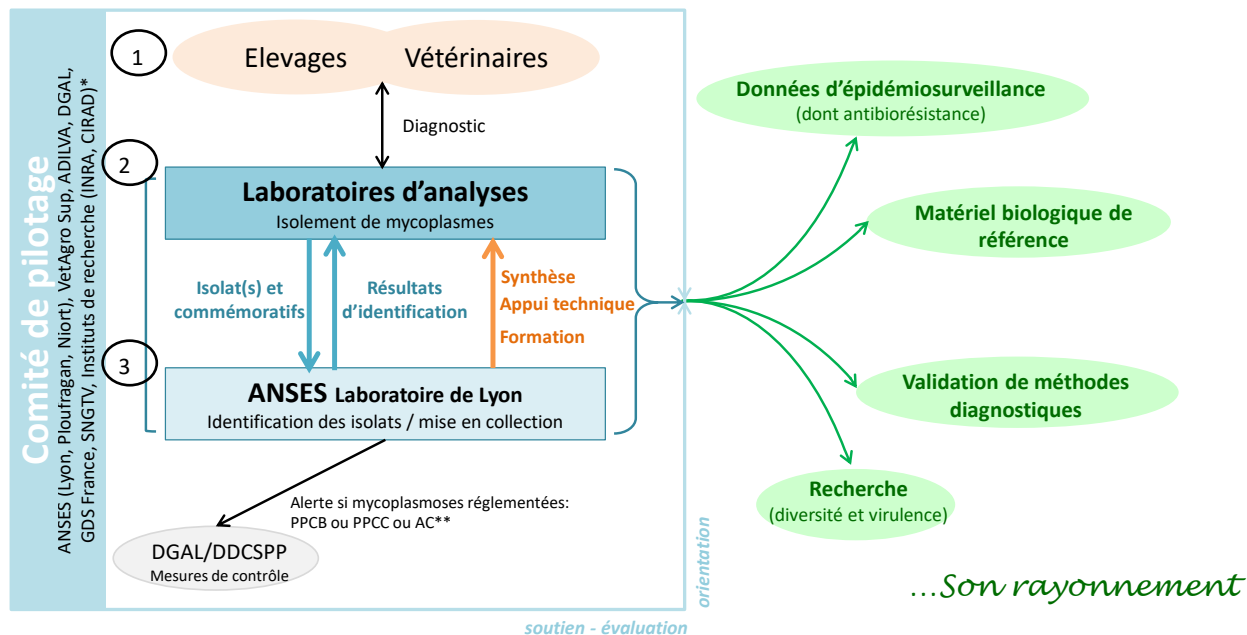 Comité de pilotage
ANSES (Lyon, Ploufragan, Niort), VetAgro Sup, ADILVA, DGAL,
GDS France, SNGTV, Instituts de recherche (INRA, CIRAD)*
1
Elevages
Vétérinaires
Diagnostic
2
Laboratoires d'analyses
Isolement de mycoplasmes
Isolat(s) et
commémoratifs
Résultats
d'identification
Synthèse
Appui technique
Formation
3
ANSES Laboratoire de Lyon
Identification des isolats / mise en collection
Alerte si mycoplasmoses réglementées:
PPCB ou PPCC ou AC**
DGAL/DDCSPP
Mesures de contrôle
orientation
soutien - évaluation
Données d'épidémiosurveillance
(dont antibiorésistance)
Matériel biologique de
référence
Validation de méthodes
diagnostiques
Recherche
(diversité et virulence)
...Son rayonnement